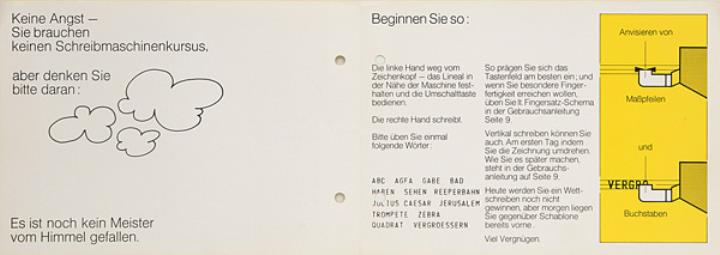 Keine Angst –
Sie brauchen
keinen Schreibmaschinenkursus,
aber denken Sie
bitte daran:
Es ist noch kein Meister
vom Himmel gefallen.
Beginnen Sie so:
Die linke Hand weg vom
Zeichenkopf – das Lineal in
der Nähe der Maschine fest-
halten und die Umschalttaste
bedienen.
Die rechte Hand schreibt.
Bitte üben Sie einmal
folgende Wörter:
ABC AGFA GABE BAD
HABEN SEHEN REEPERBAHN
JULIUS CAESAR JERUSALEM
TROMPETE ZEBRA
QUADRAT VERGROESSERN
So prägen Sie sich das
Tastenfeld am besten ein; und
wenn Sie besondere Finger-
fertigkeit erreichen wollen,
üben Sie lt. Fingersatz-Schema
in der Gebrauchsanleitung
Seite 9.
Vertikal schreiben können Sie
auch. Am ersten Tag indem
Sie die Zeichnung umdrehen.
Wie Sie es später machen,
steht in der Gebrauchs-
anleitung auf Seite 9.
Heute werden Sie ein Wett-
schreiben noch nicht
gewinnen, aber morgen liegen
Sie gegenüber Schablone
bereits vorne.
Viel Vergnügen.
Anvisieren von
Maßpfeilen
und
VERGRO
Buchstaben